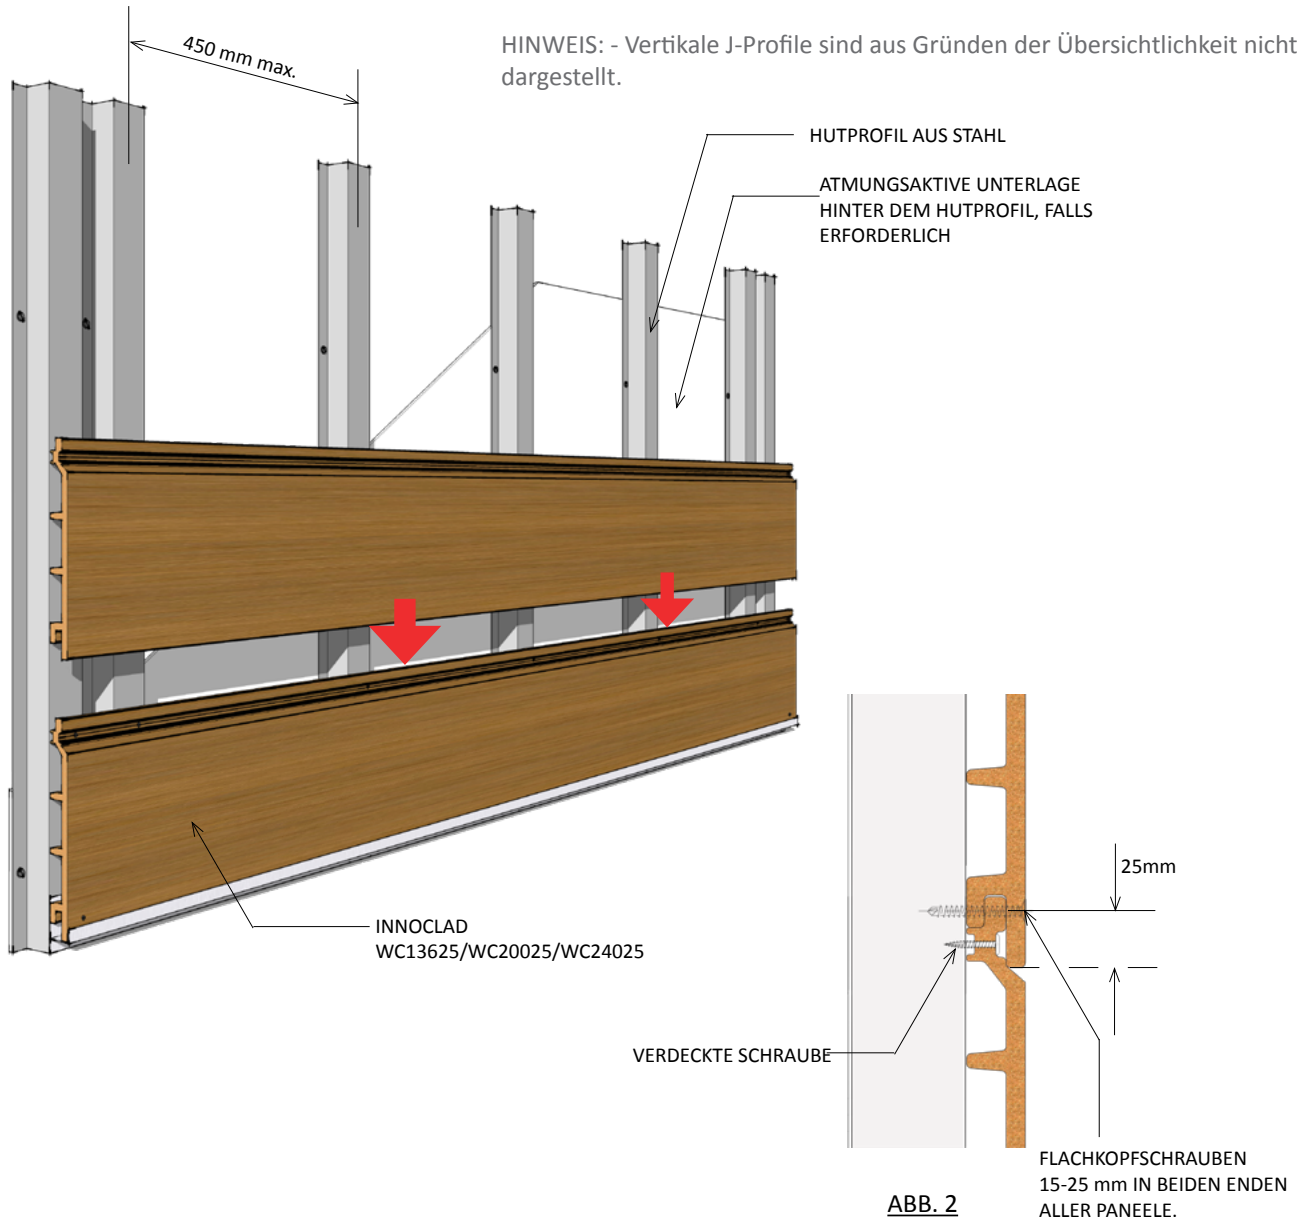 450 mm max.
HINWEIS: - Vertikale J-Profile sind aus Gründen der Übersichtlichkeit nicht
dargestellt.
HUTPROFIL AUS STAHL
ATMUNGSAKTIVE UNTERLAGE
HINTER DEM HUTPROFIL, FALLS
ERFORDERLICH
INNOCLAD
WC13625/WC20025/WC24025
25mm
VERDECKTE SCHRAUBE
FLACHKOPFSCHRAUBEN
15-25 mm IN BEIDEN ENDEN
ALLER PANEELE.
ABB. 2